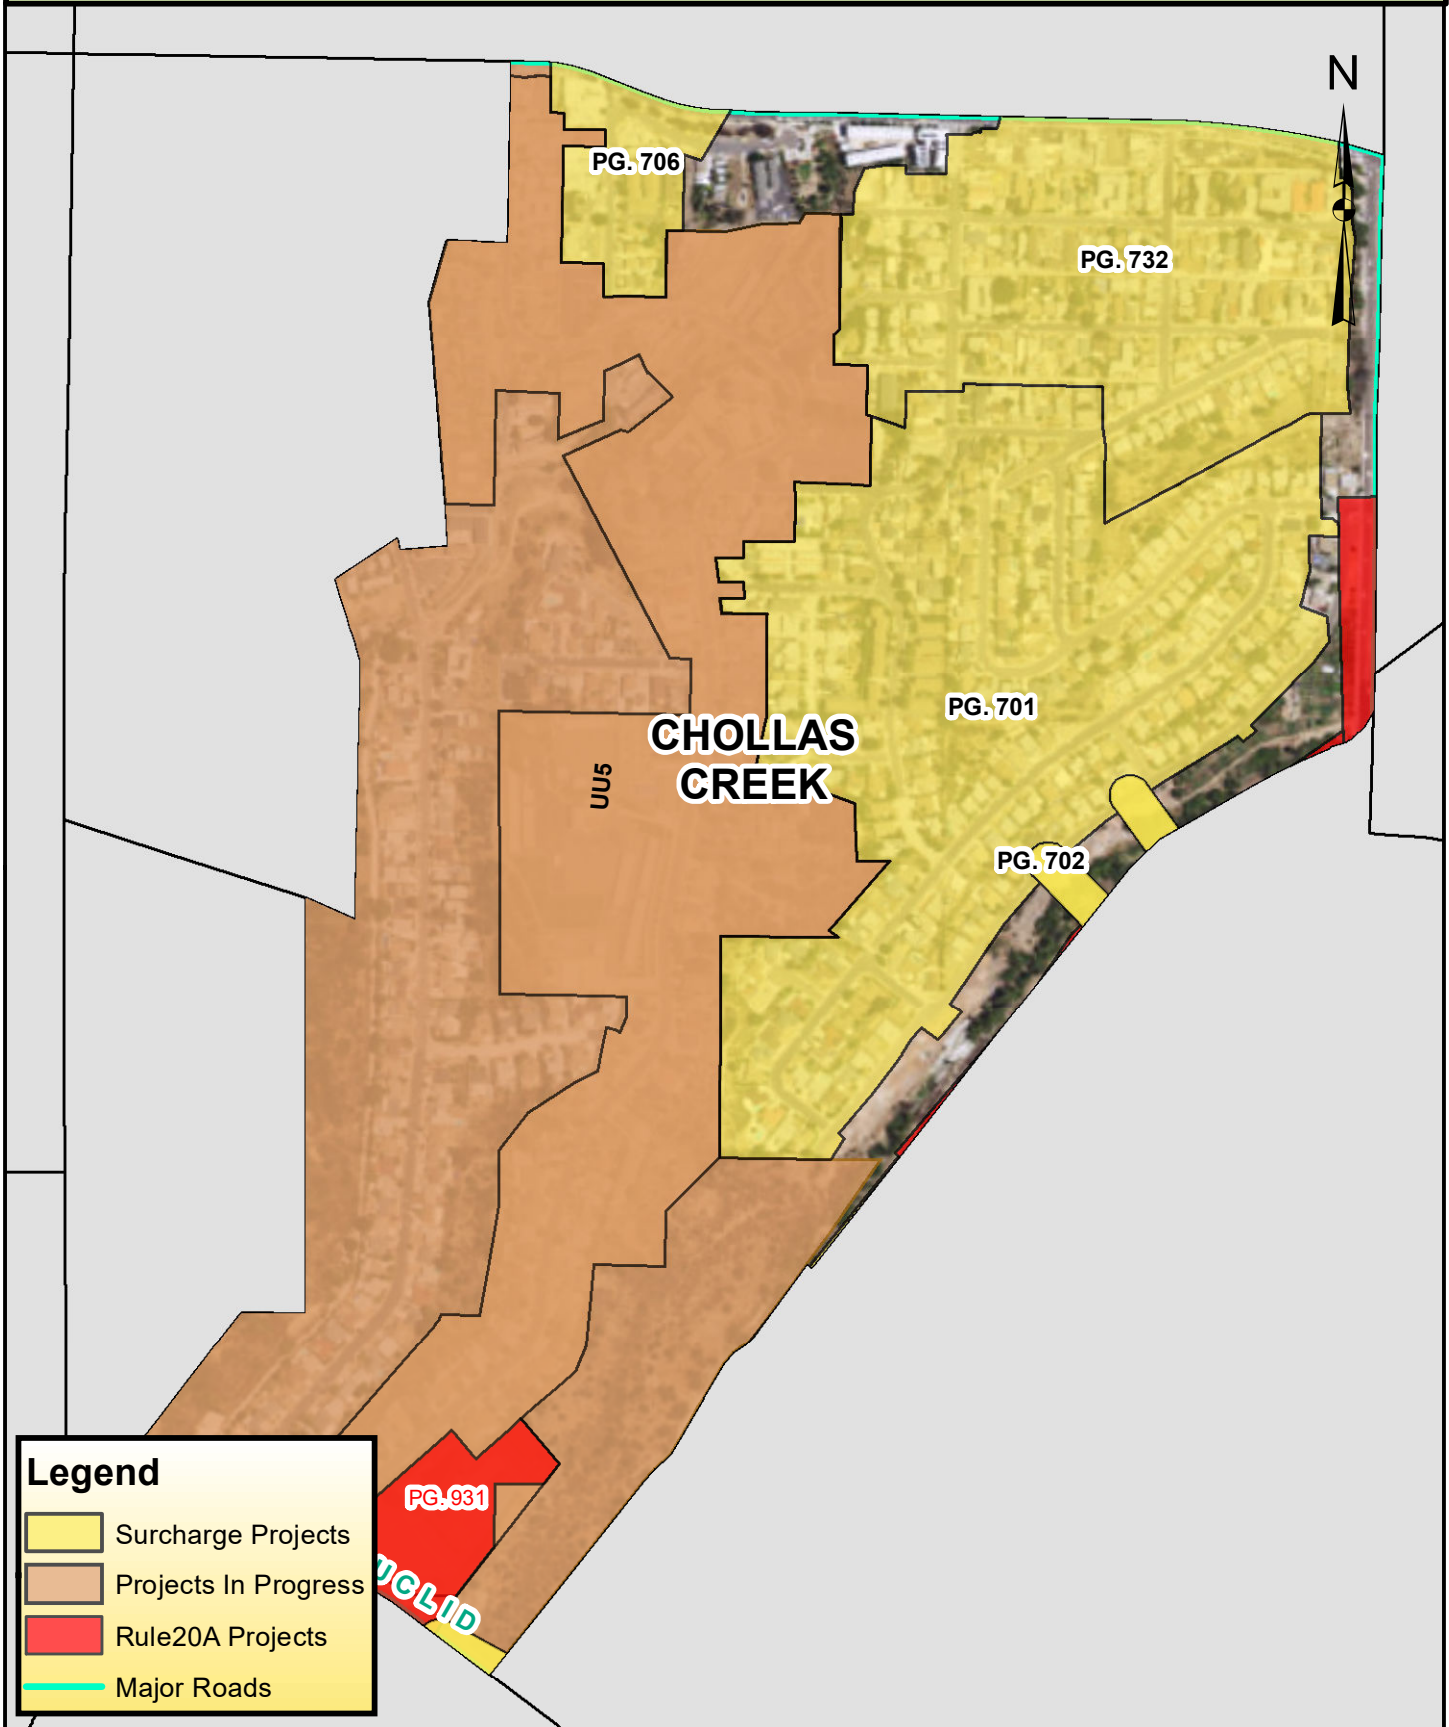 N
PG. 706
PG. 732
PG. 701
CHOLLAS
CREEK
UU5
PG. 702
PG. 931
UCLID
Legend
Surcharge Projects
Projects In Progress
Rule20A Projects
Major Roads